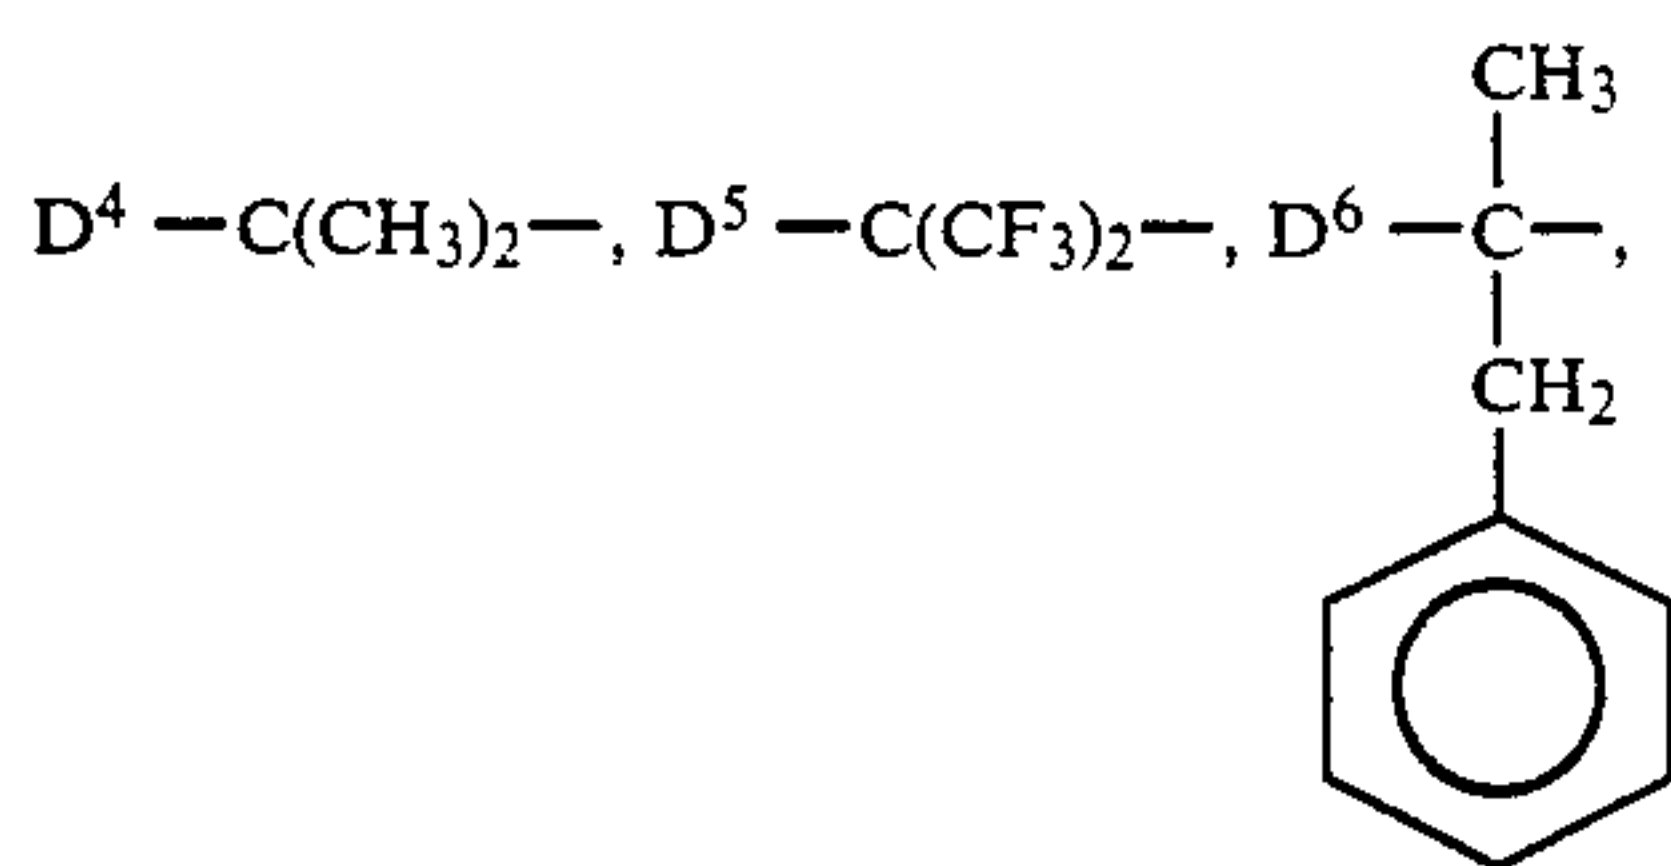 CH₃
D⁴ —C(CH₃)₂—, D⁵ —C(CF₃)₂—, D⁶ —C—,
CH₂